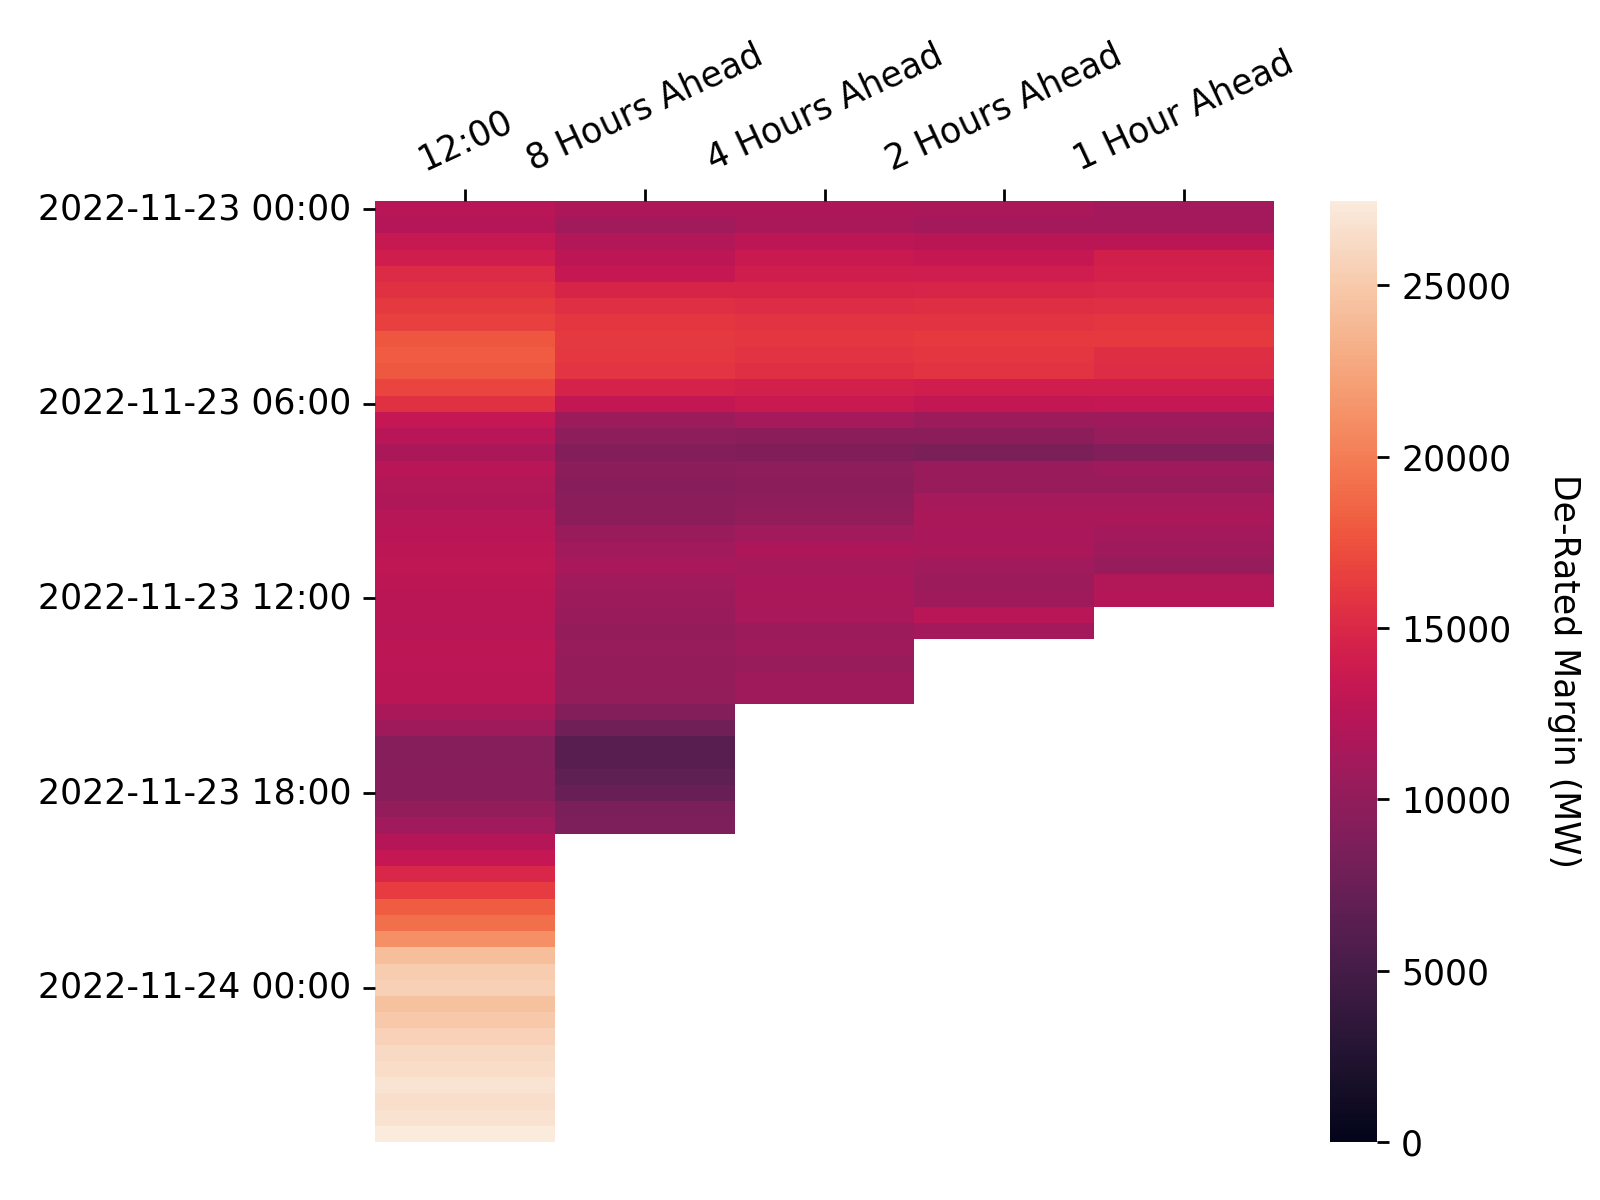 12:00
8 Hours Ahead
4 Hours Ahead
2 Hours Ahead
1 Hour Ahead
2022-11-23 00:00
2022-11-23 06:00
2022-11-23 12:00
2022-11-23 18:00
2022-11-24 00:00
25000
20000
15000
10000
5000
0
De-Rated Margin (MW)